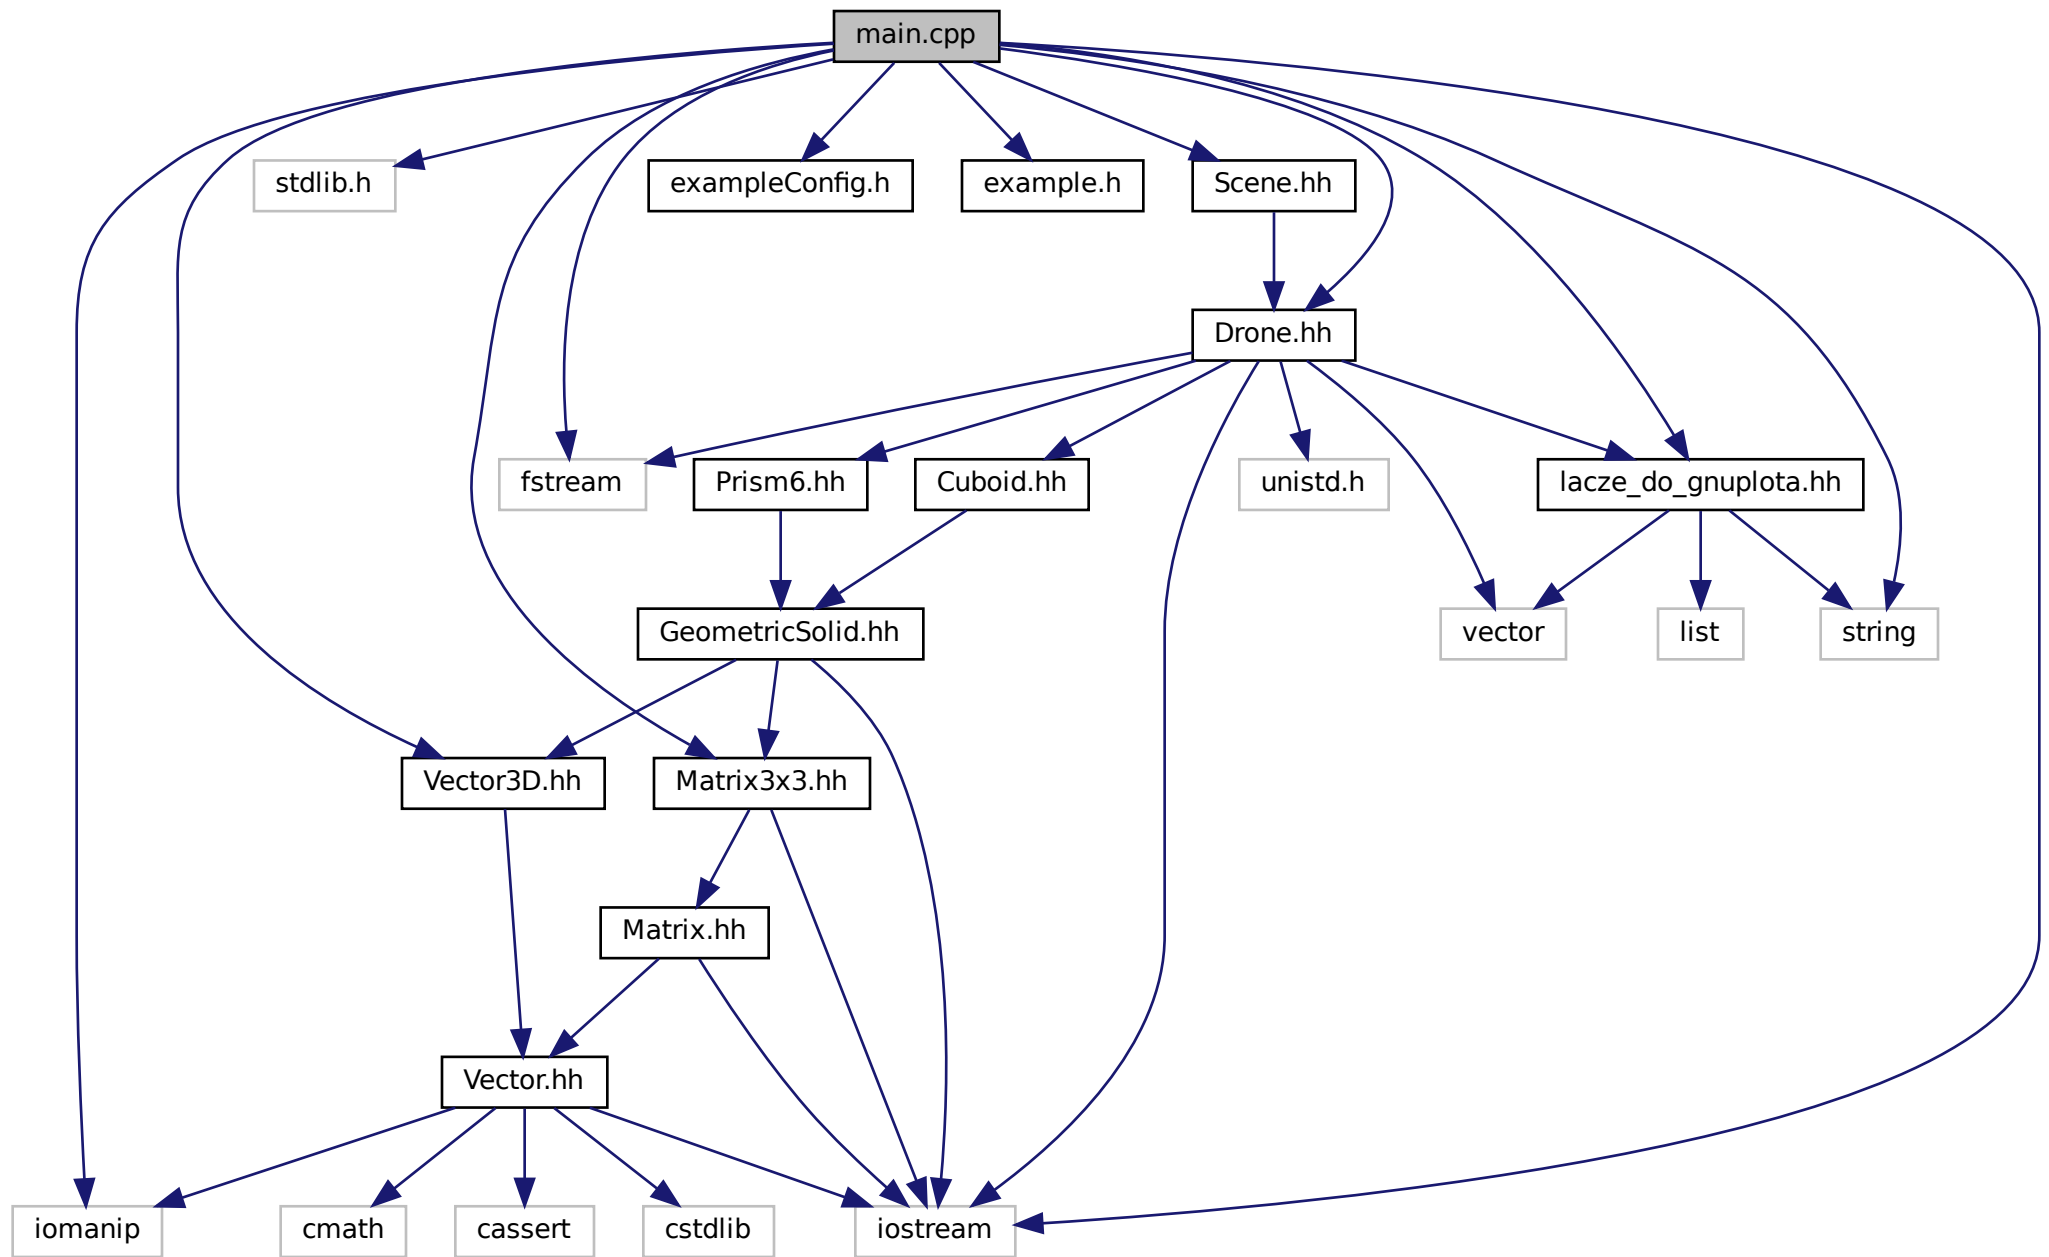 main.cpp
stdlib.h
exampleConfig.h
example.h
Scene.hh
Drone.hh
fstream
Prism6.hh
Cuboid.hh
unistd.h
lacze_do_gnuplota.hh
GeometricSolid.hh
vector
list
string
Vector3D.hh
Matrix3x3.hh
Matrix.hh
Vector.hh
iomanip
cmath
cassert
cstdlib
iostream